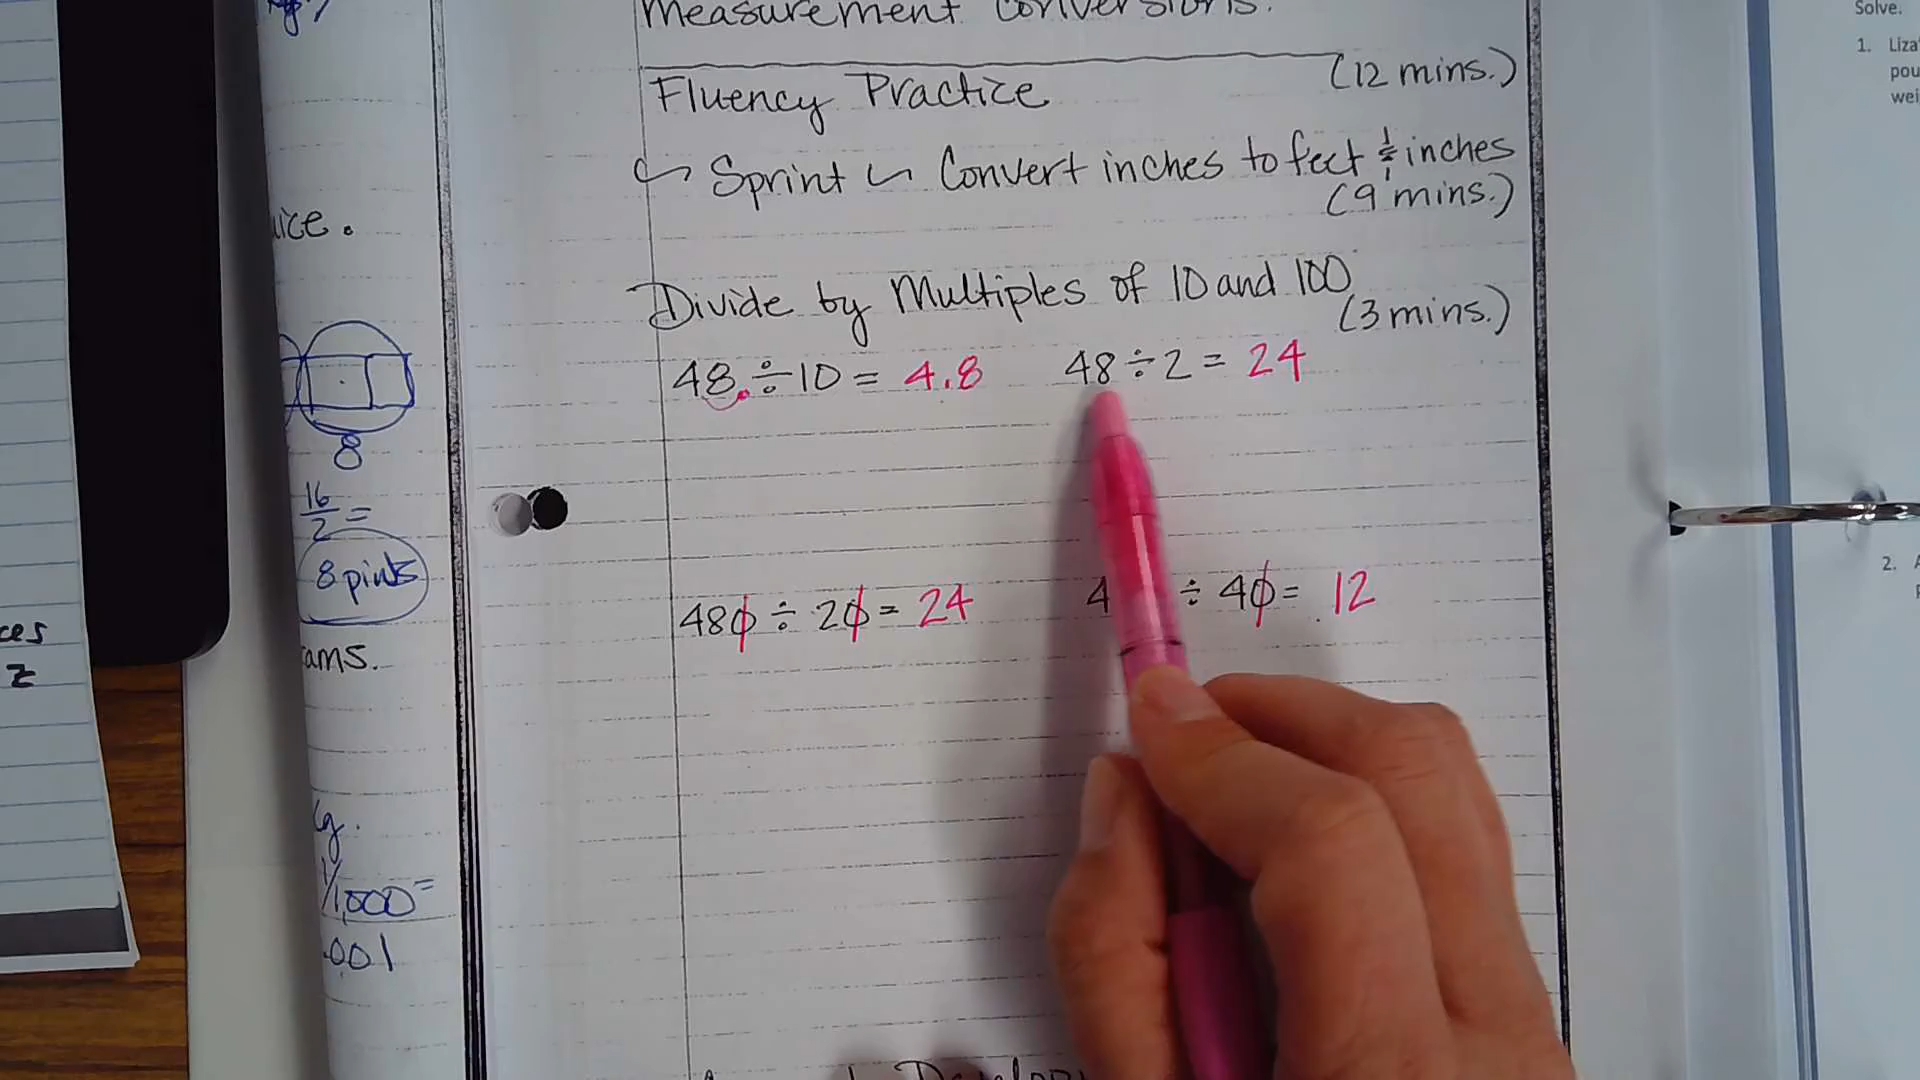 Measurement Conversions.
Fluency Practice (12 mins.)
Sprint Convert inches to feet & inches
(9 mins.)
Divide by Multiples of 10 and 100
(3 mins.)
48 ÷ 10 = 4.8 48 ÷ 2 = 24
480 ÷ 20 = 24 4 ÷ 40 = 12
8
16/2 =
8 pints
1/1,000 =
.001
z
Solve.
1.
2.